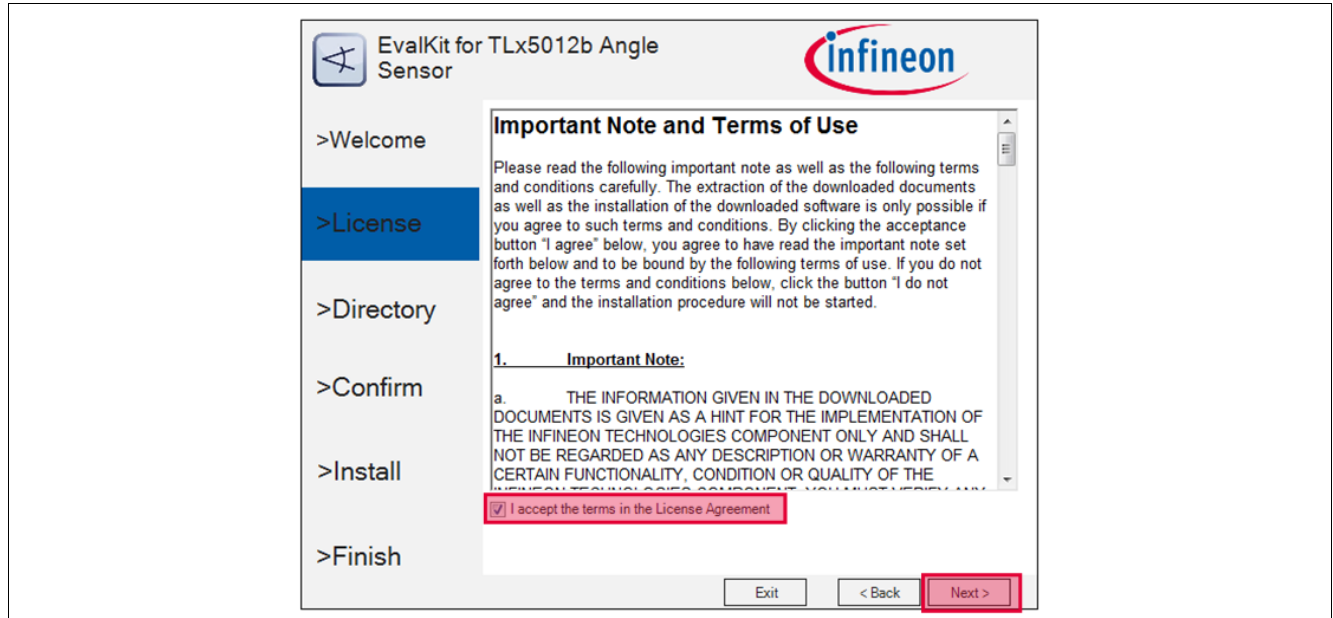 EvalKit for TLx5012b Angle
Sensor
infineon
>Welcome
>License
>Directory
>Confirm
>Install
>Finish
Important Note and Terms of Use
Please read the following important note as well as the following terms
and conditions carefully. The extraction of the downloaded documents
as well as the installation of the downloaded software is only possible if
you agree to such terms and conditions. By clicking the acceptance
button “I agree” below, you agree to have read the important note set
forth below and to be bound by the following terms of use. If you do not
agree to the terms and conditions below, click the button “I do not
agree” and the installation procedure will not be started.
1. Important Note:
a. THE INFORMATION GIVEN IN THE DOWNLOADED
DOCUMENTS IS GIVEN AS A HINT FOR THE IMPLEMENTATION OF
THE INFINEON TECHNOLOGIES COMPONENT ONLY AND SHALL
NOT BE REGARDED AS ANY DESCRIPTION OR WARRANTY OF A
CERTAIN FUNCTIONALITY, CONDITION OR QUALITY OF THE
INFINEON TECHNOLOGIES COMPONENT. YOU MUST VERIFY ANY
I accept the terms in the License Agreement
Exit
< Back
Next >